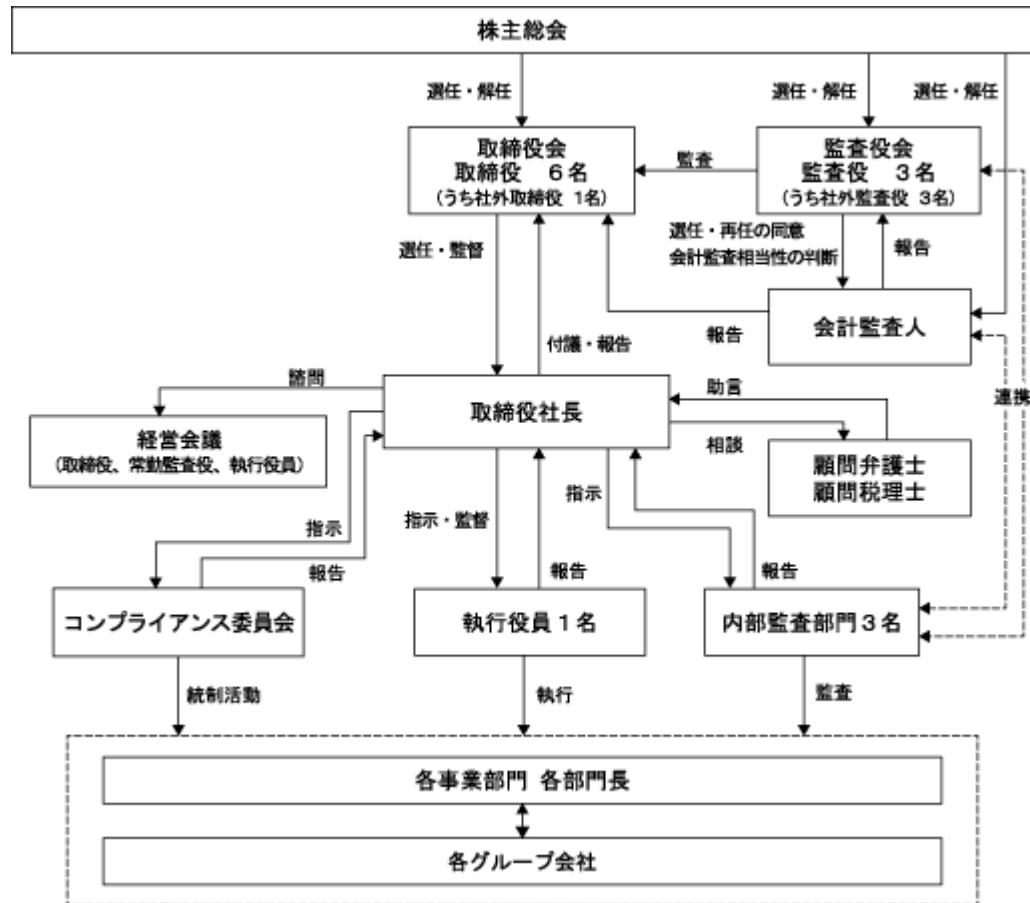 株主総会
選任・解任
選任・解任
選任・解任
取締役会
取締役 6名
(うち社外取締役 1名)
監査
監査役会
監査役 3名
(うち社外監査役 3名)
選任・監督
選任・再任の同意
会計監査相当性の判断
報告
会計監査人
報告
付議・報告
諮問
取締役社長
助言
連携
相談
経営会議
(取締役、常勤監査役、執行役員)
顧問弁護士
顧問税理士
指示
指示・監督
指示
報告
報告
報告
コンプライアンス委員会
執行役員1名
内部監査部門3名
統制活動
執行
監査
各事業部門 各部門長
各グループ会社